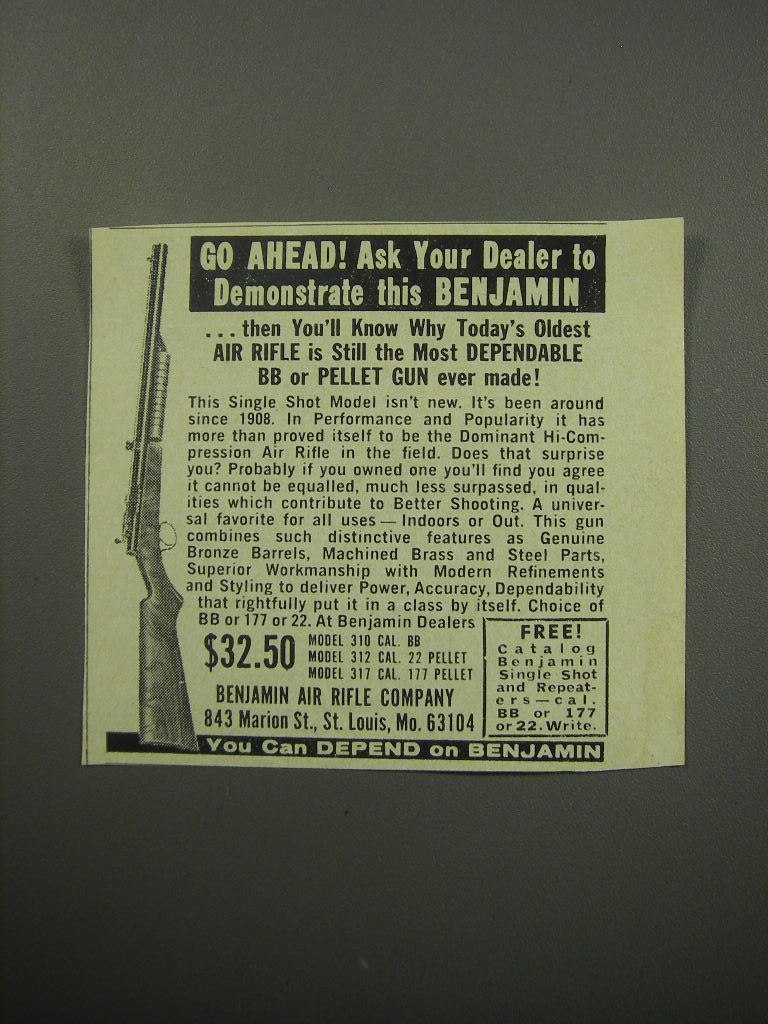 GO AHEAD! Ask Your Dealer to
Demonstrate this BENJAMIN
...then You'll Know Why Today's Oldest
AIR RIFLE is Still the Most DEPENDABLE
BB or PELLET GUN ever made!
This Single Shot Model isn't new. It's been around
since 1908. In Performance and Popularity it has
more than proved itself to be the Dominant Hi-Com-
pression Air Rifle in the field. Does that surprise
you? Probably if you owned one you'll find you agree
it cannot be equalled, much less surpassed, in qual-
ities which contribute to Better Shooting. A univer-
sal favorite for all uses — Indoors or Out. This gun
combines such distinctive features as Genuine
Bronze Barrels, Machined Brass and Steel Parts,
Superior Workmanship with Modern Refinements
and Styling to deliver Power, Accuracy, Dependability
that rightfully put it in a class by itself. Choice of
BB or 177 or 22. At Benjamin Dealers
$32.50
MODEL 310 CAL. BB
MODEL 312 CAL. 22 PELLET
MODEL 317 CAL. 177 PELLET
BENJAMIN AIR RIFLE COMPANY
843 Marion St., St. Louis, Mo. 63104
FREE!
Catalog
Benjamin
Single Shot
and Repeat-
ers—cal.
BB or 177
or 22. Write.
You Can DEPEND on BENJAMIN